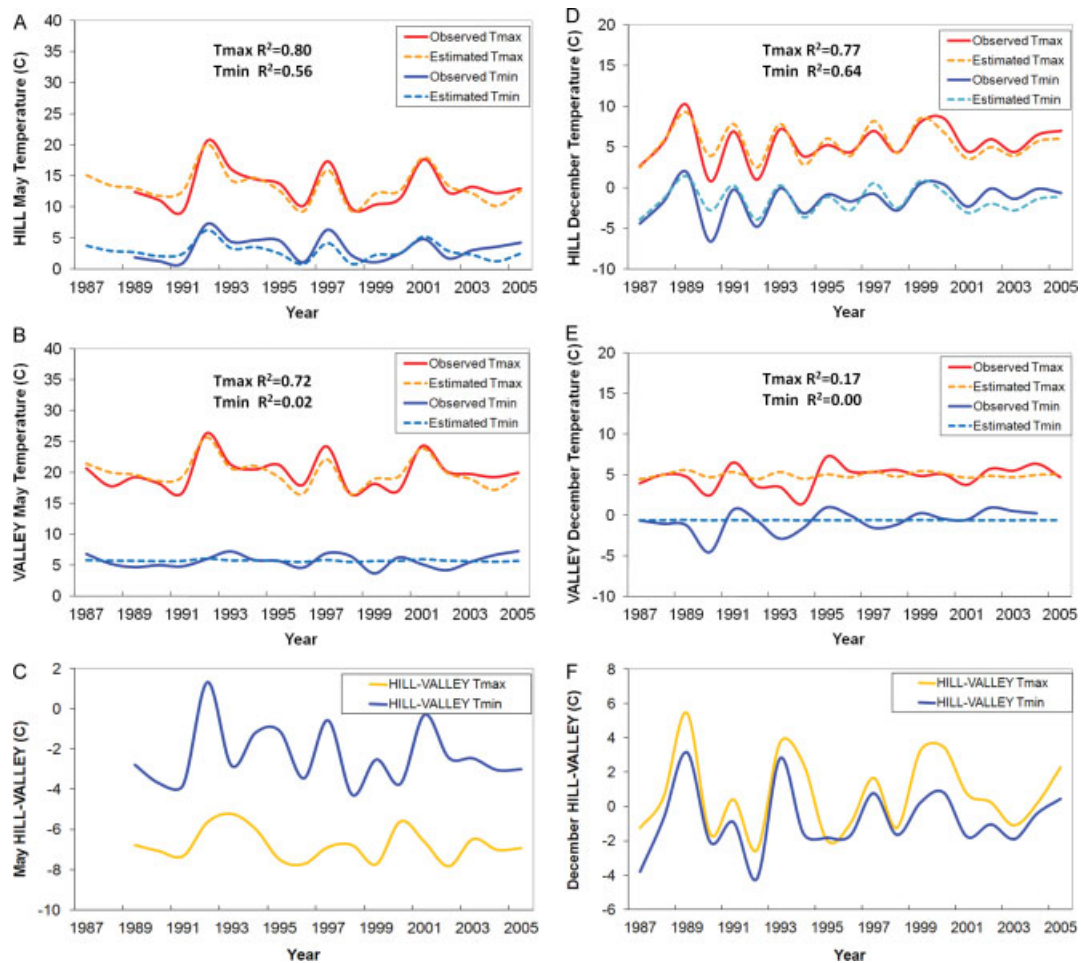 A
HILL May Temperature (C)
40
35
30
25
20
15
10
5
0
Tmax R²=0.80
Tmin R²=0.56
Observed Tmax
Estimated Tmax
Observed Tmin
Estimated Tmin
1987 1989 1991 1993 1995 1997 1999 2001 2003 2005
Year
D
HILL December Temperature (C)
20
15
10
5
0
-5
-10
Tmax R²=0.77
Tmin R²=0.64
Observed Tmax
Estimated Tmax
Observed Tmin
Estimated Tmin
1987 1989 1991 1993 1995 1997 1999 2001 2003 2005
Year
B
VALLEY May Temperature (C)
40
35
30
25
20
15
10
5
0
Tmax R²=0.72
Tmin R²=0.02
Observed Tmax
Estimated Tmax
Observed Tmin
Estimated Tmin
1987 1989 1991 1993 1995 1997 1999 2001 2003 2005
Year
E
VALLEY December Temperature (C)
20
15
10
5
0
-5
-10
Tmax R²=0.17
Tmin R²=0.00
Observed Tmax
Estimated Tmax
Observed Tmin
Estimated Tmin
1987 1989 1991 1993 1995 1997 1999 2001 2003 2005
Year
C
May HILL-VALLEY (C)
2
0
-2
-4
-6
-8
-10
HILL-VALLEY Tmax
HILL-VALLEY Tmin
1987 1989 1991 1993 1995 1997 1999 2001 2003 2005
Year
F
December HILL-VALLEY (C)
8
6
4
2
0
-2
-4
-6
HILL-VALLEY Tmax
HILL-VALLEY Tmin
1987 1989 1991 1993 1995 1997 1999 2001 2003 2005
Year